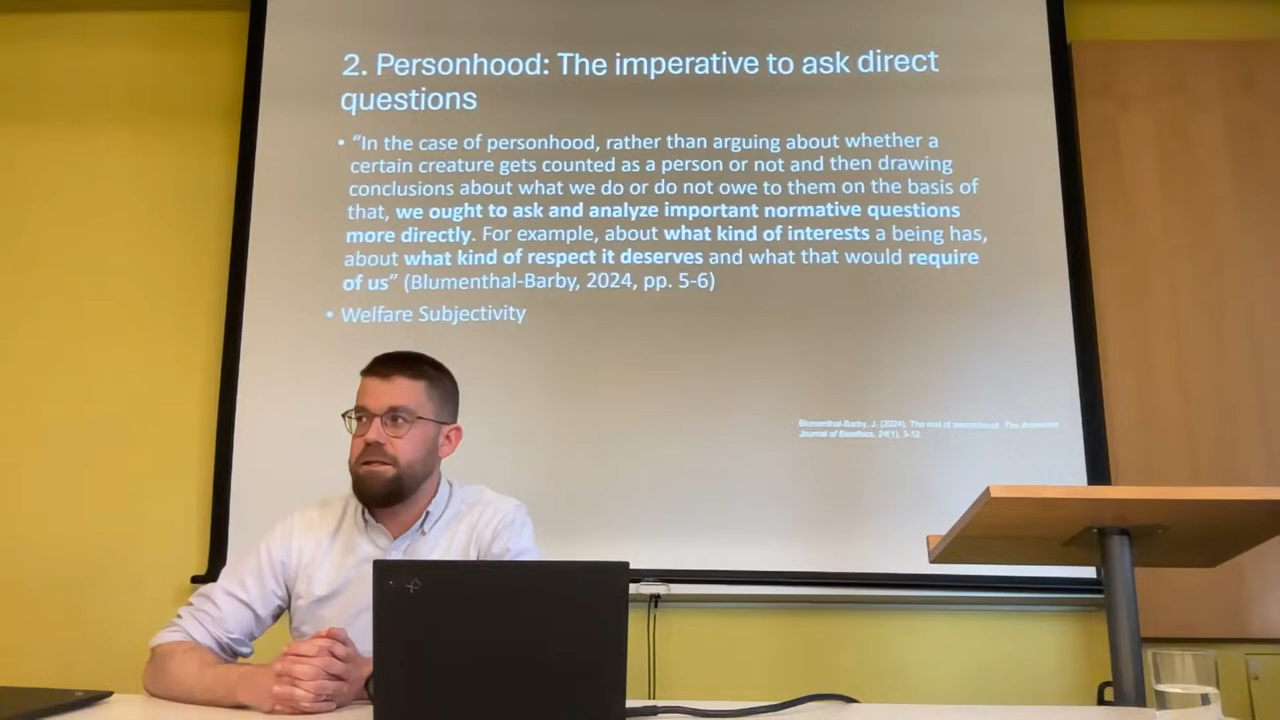 2. Personhood: The imperative to ask direct
questions
• “In the case of personhood, rather than arguing about whether a
certain creature gets counted as a person or not and then drawing
conclusions about what we do or do not owe to them on the basis of
that, we ought to ask and analyze important normative questions
more directly. For example, about what kind of interests a being has,
about what kind of respect it deserves and what that would require
of us” (Blumenthal-Barby, 2024, pp. 5-6)
• Welfare Subjectivity
Blumenthal-Barby, J. (2024). The end of personhood. The American
Journal of Bioethics, 24(1), 3-12.